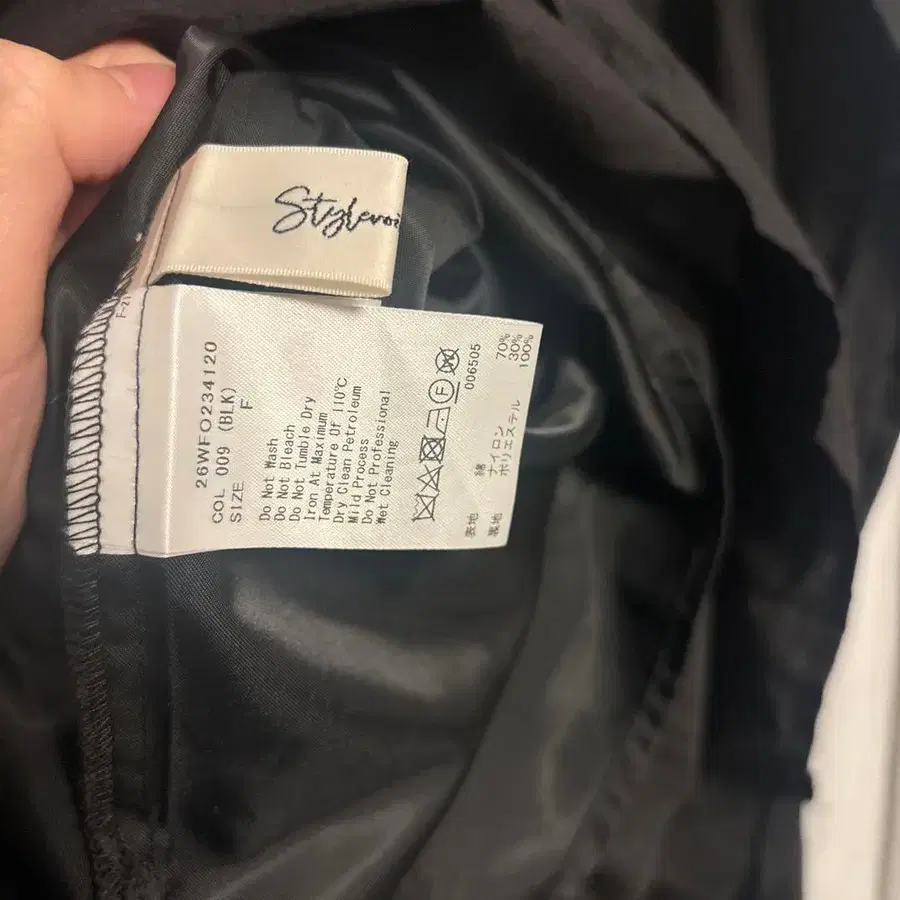 Stylevoi
26WFO234120
COL 009 (BLK)
SIZE F
Do Not Wash
Do Not Bleach
Do Not Tumble Dry
Iron At Maximum
Temperature Of 110℃
Dry Clean Petroleum
Mild Process
Do Not Professional
Wet Cleaning
F W
006505
表地 綿 70%
ナイロン 30%
裏地 ポリエステル 100%